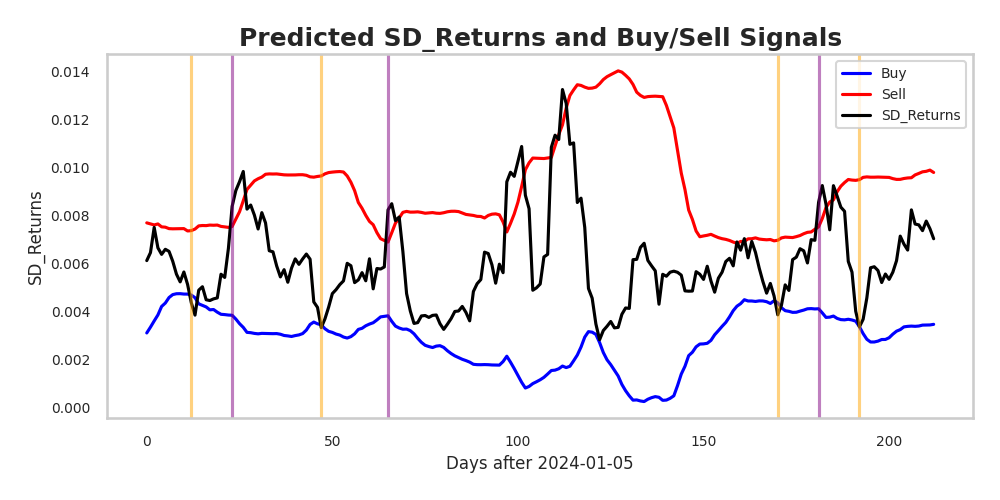 Predicted SD_Returns and Buy/Sell Signals
SD_Returns
0.014
0.012
0.010
0.008
0.006
0.004
0.002
0.000
0
50
100
150
200
Days after 2024-01-05
Buy
Sell
SD_Returns